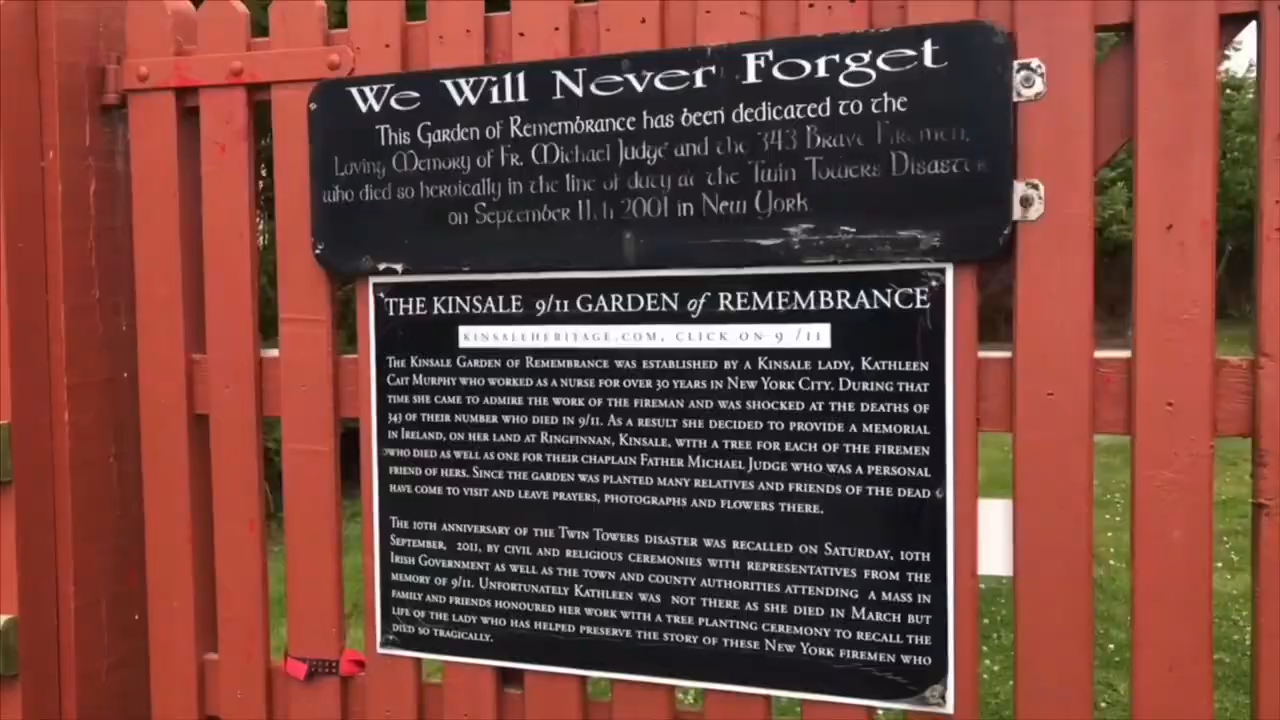 We Will Never Forget
This Garden of Remembrance has been dedicated to the
Loving Memory of Fr. Michael Judge and the 343 Brave Firemen,
who died so heroically in the line of duty at the Twin Towers Disaster
on September 11th 2001 in New York
THE KINSALE 9/11 GARDEN of REMEMBRANCE
KINSALEHERITAGE.COM, CLICK ON 9/11
THE KINSALE GARDEN OF REMEMBRANCE WAS ESTABLISHED BY A KINSALE LADY, KATHLEEN
CAIT MURPHY WHO WORKED AS A NURSE FOR OVER 30 YEARS IN NEW YORK CITY. DURING THAT
TIME SHE CAME TO ADMIRE THE WORK OF THE FIREMAN AND WAS SHOCKED AT THE DEATHS OF
343 OF THEIR NUMBER WHO DIED IN 9/11. AS A RESULT SHE DECIDED TO PROVIDE A MEMORIAL
IN IRELAND, ON HER LAND AT RINGFINNAN, KINSALE, WITH A TREE FOR EACH OF THE FIREMEN
WHO DIED AS WELL AS ONE FOR THEIR CHAPLAIN FATHER MICHAEL JUDGE WHO WAS A PERSONAL
FRIEND OF HERS. SINCE THE GARDEN WAS PLANTED MANY RELATIVES AND FRIENDS OF THE DEAD
HAVE COME TO VISIT AND LEAVE PRAYERS, PHOTOGRAPHS AND FLOWERS THERE.
THE 10TH ANNIVERSARY OF THE TWIN TOWERS DISASTER WAS RECALLED ON SATURDAY, 10TH
SEPTEMBER, 2011, BY CIVIL AND RELIGIOUS CEREMONIES WITH REPRESENTATIVES FROM THE
IRISH GOVERNMENT AS WELL AS THE TOWN AND COUNTY AUTHORITIES ATTENDING A MASS IN
MEMORY OF 9/11. UNFORTUNATELY KATHLEEN WAS NOT THERE AS SHE DIED IN MARCH BUT
FAMILY AND FRIENDS HONOURED HER WORK WITH A TREE PLANTING CEREMONY TO RECALL THE
LIFE OF THE LADY WHO HAS HELPED PRESERVE THE STORY OF THESE NEW YORK FIREMEN WHO
DIED SO TRAGICALLY.